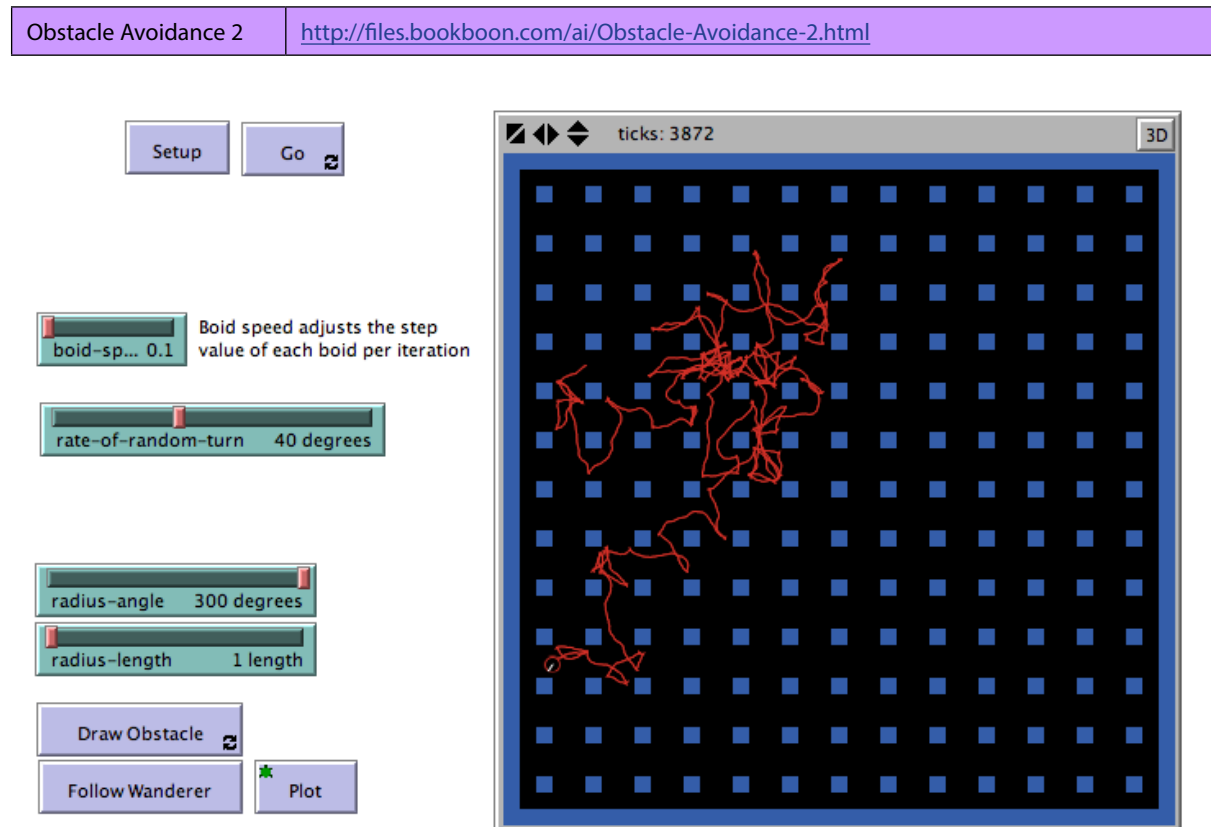 Obstacle Avoidance 2 http://files.bookboon.com/ai/Obstacle-Avoidance-2.html
ticks: 3872 3D
Setup Go
Boid speed adjusts the step
value of each boid per iteration
boid-sp... 0.1
rate-of-random-turn 40 degrees
radius-angle 300 degrees
radius-length 1 length
Draw Obstacle
Follow Wanderer Plot